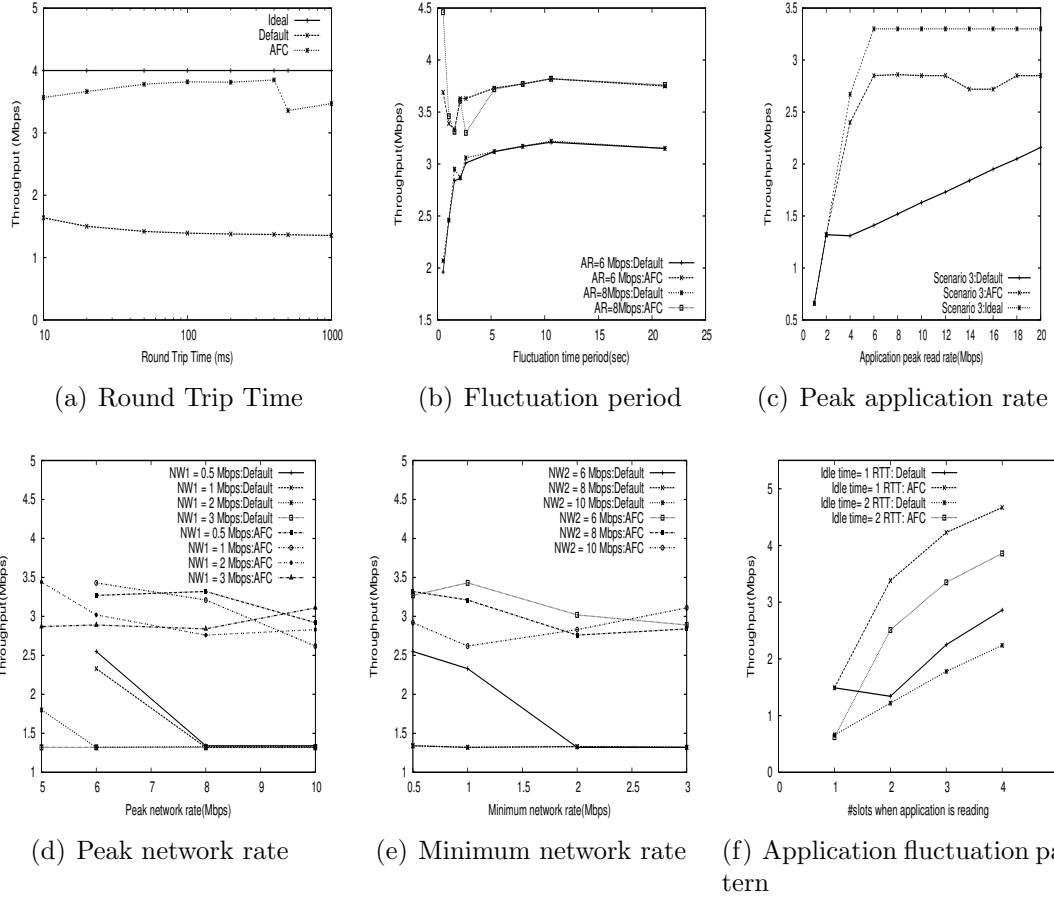 Ideal
Default
AFC
Throughput (Mbps)
5
4
3
2
1
0
10
100
1000
Round Trip Time (ms)
(a) Round Trip Time
Throughput(Mbps)
4.5
4
3.5
3
2.5
2
1.5
AR=6 Mbps:Default
AR=6 Mbps:AFC
AR=8Mbps:Default
AR=8Mbps:AFC
0
5
10
15
20
25
Fluctuation time period(sec)
(b) Fluctuation period
Throughput(Mbps)
3.5
3
2.5
2
1.5
1
0.5
Scenario 3:Default
Scenario 3:AFC
Scenario 3:Ideal
0
2
4
6
8
10
12
14
16
18
20
Application peak read rate(Mbps)
(c) Peak application rate
NW1 = 0.5 Mbps:Default
NW1 = 1 Mbps:Default
NW1 = 2 Mbps:Default
NW1 = 3 Mbps:Default
NW1 = 0.5 Mbps:AFC
NW1 = 1 Mbps:AFC
NW1 = 2 Mbps:AFC
NW1 = 3 Mbps:AFC
Throughput(Mbps)
5
4.5
4
3.5
3
2.5
2
1.5
1
5
6
7
8
9
10
Peak network rate(Mbps)
(d) Peak network rate
NW2 = 6 Mbps:Default
NW2 = 8 Mbps:Default
NW2 = 10 Mbps:Default
NW2 = 6 Mbps:AFC
NW2 = 8 Mbps:AFC
NW2 = 10 Mbps:AFC
Throughput(Mbps)
5
4.5
4
3.5
3
2.5
2
1.5
1
0.5
1
1.5
2
2.5
3
Minimum network rate(Mbps)
(e) Minimum network rate
Idle time= 1 RTT: Default
Idle time= 1 RTT: AFC
Idle time= 2 RTT: Default
Idle time= 2 RTT: AFC
Throughput(Mbps)
5
4
3
2
1
0
0
1
2
3
4
#slots when application is reading
(f) Application fluctuation pa
tern